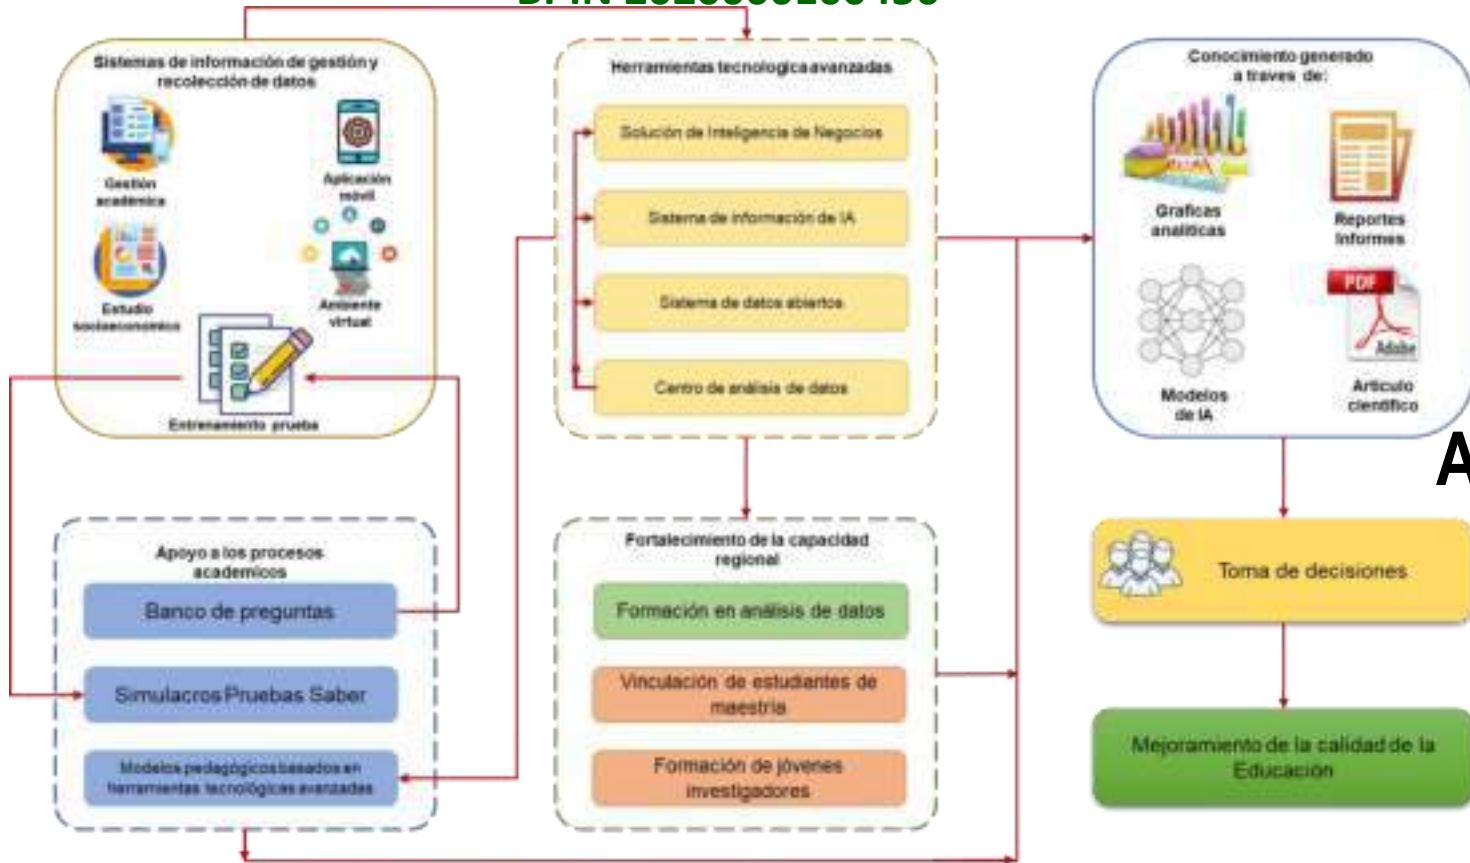 Sistemas de información de gestión y
recolección de datos
Gestión
académica
Aplicación
móvil
Estudio
socioeconómico
Ambiente
virtual
Entrenamiento prueba
Herramientas tecnologica avanzadas
Solución de Inteligencia de Negocios
Sistema de información de IA
Sistema de datos abiertos
Centro de análisis de datos
Conocimiento generado
a traves de:
Graficas
analíticas
Reportes
Informes
Modelos
de IA
PDF
Adobe
Articulo
científico
A
Apoyo a los procesos
academicos
Banco de preguntas
Simulacros Pruebas Saber
Modelos pedagógicos basados en
herramientas tecnológicas avanzadas
Fortalecimiento de la capacidad
regional
Formación en análisis de datos
Vinculación de estudiantes de
maestría
Formación de jóvenes
investigadores
Toma de decisiones
Mejoramiento de la calidad de la
Educación